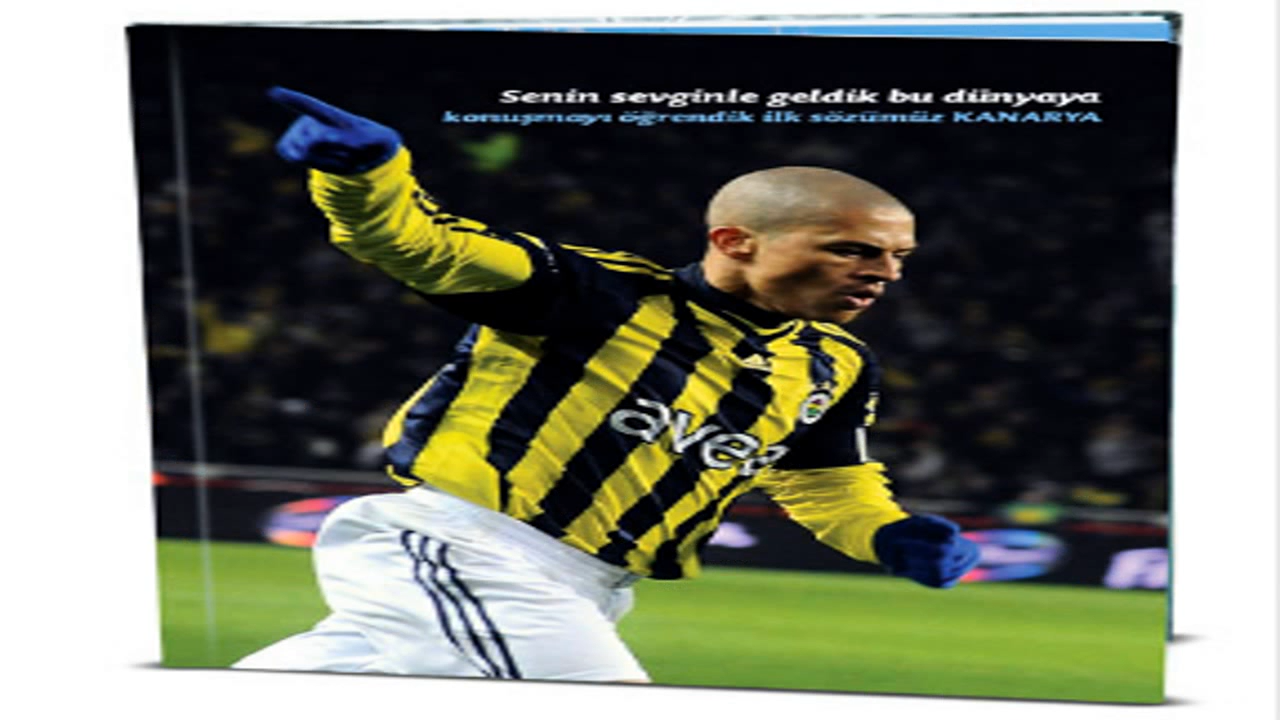 Senin sevginle geldik bu dünyaya
konuşmayı öğrendik ilk sözümüz KANARYA
avea